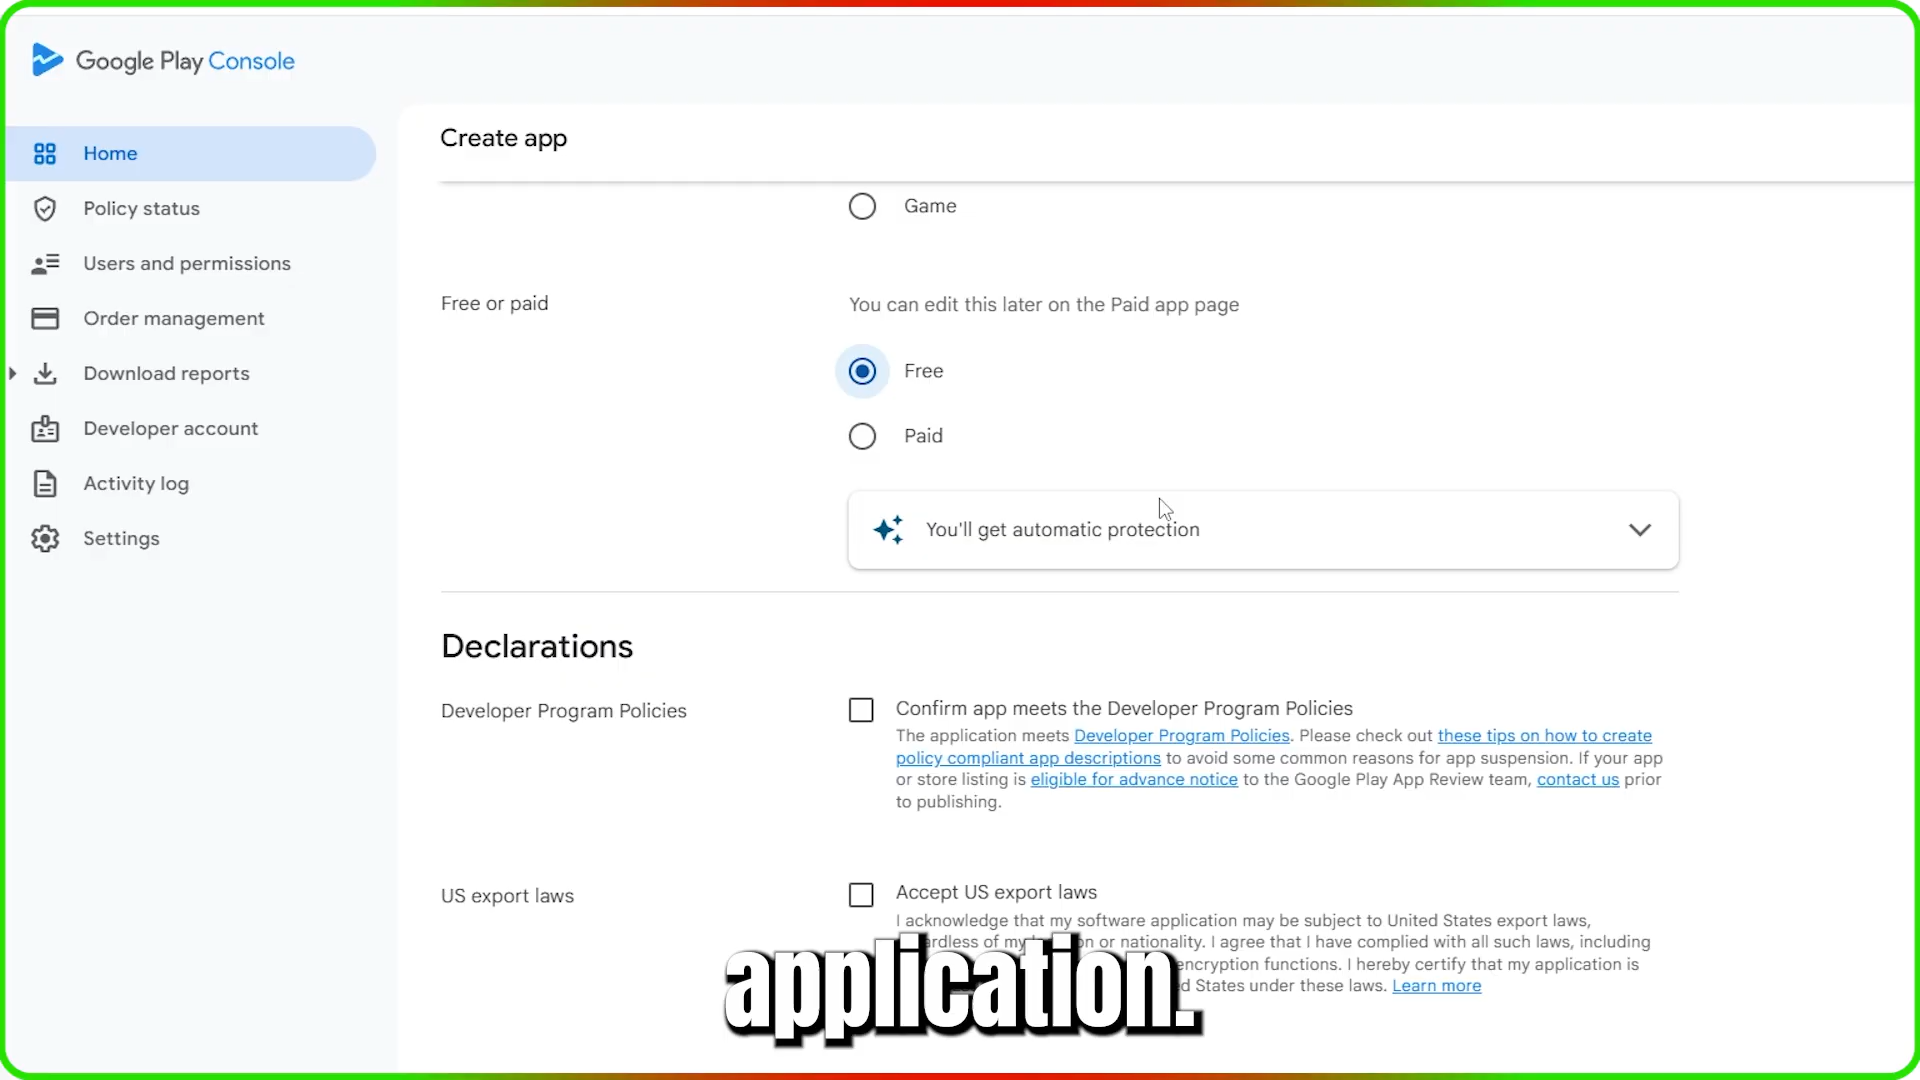 Google Play Console
Home
Policy status
Users and permissions
Order management
Download reports
Developer account
Activity log
Settings
Create app
Game
Free or paid
You can edit this later on the Paid app page
Free
Paid
You'll get automatic protection
Declarations
Developer Program Policies
Confirm app meets the Developer Program Policies
The application meets Developer Program Policies. Please check out these tips on how to create
policy compliant app descriptions to avoid some common reasons for app suspension. If your app
or store listing is eligible for advance notice to the Google Play App Review team, contact us prior
to publishing.
US export laws
Accept US export laws
I acknowledge that my software application may be subject to United States export laws,
of my or nationality. I agree that I have complied with all such laws, including
encryption functions. I hereby certify that my application is
States under these laws. Learn more
application.